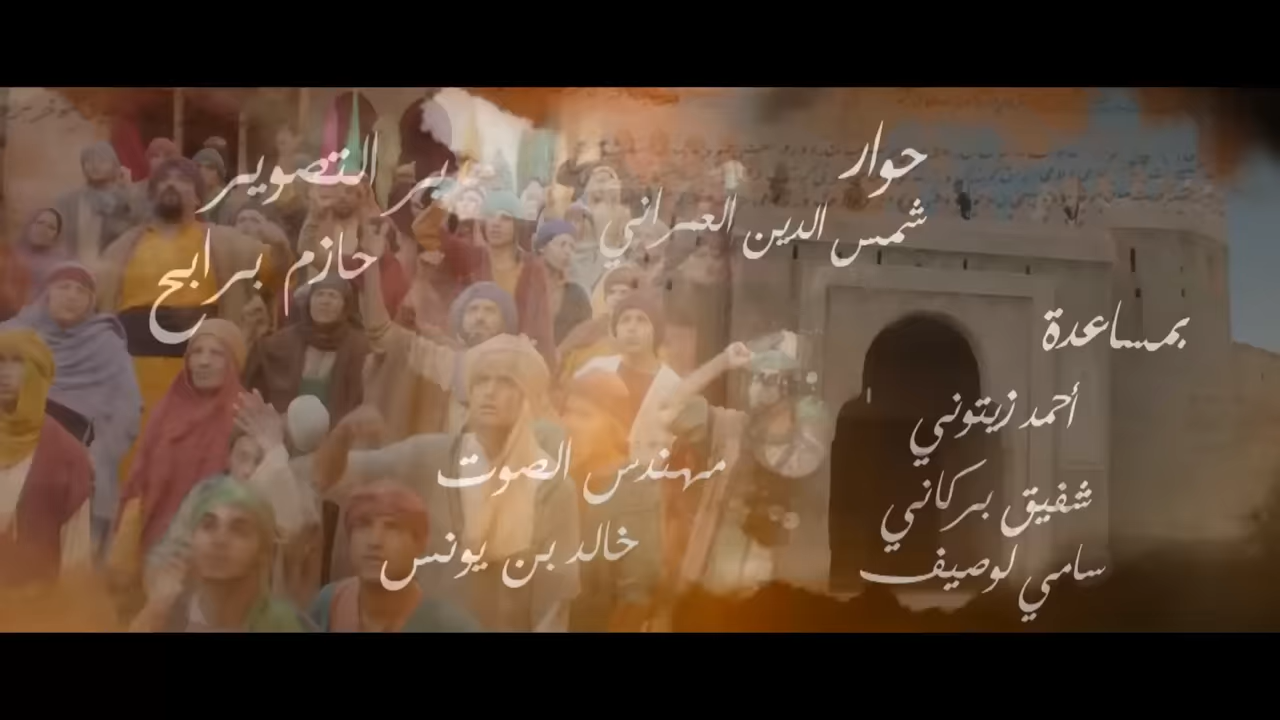 حوار
شمس الدين العمراني
بمساعدة
أحمد زيتوني
شفيق بركاني
سامي لوصيف
مدير التصوير
حازم برابح
مهندس الصوت
خالد بن يونس